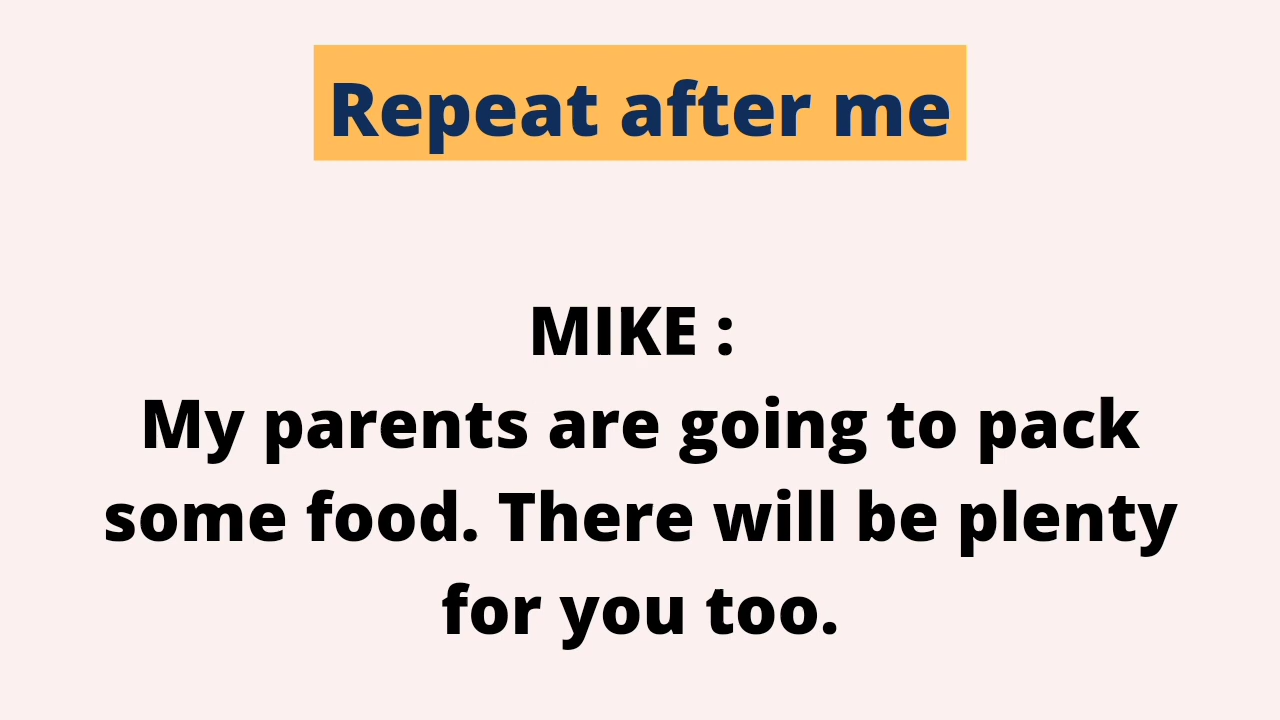 Repeat after me
MIKE :
My parents are going to pack
some food. There will be plenty
for you too.